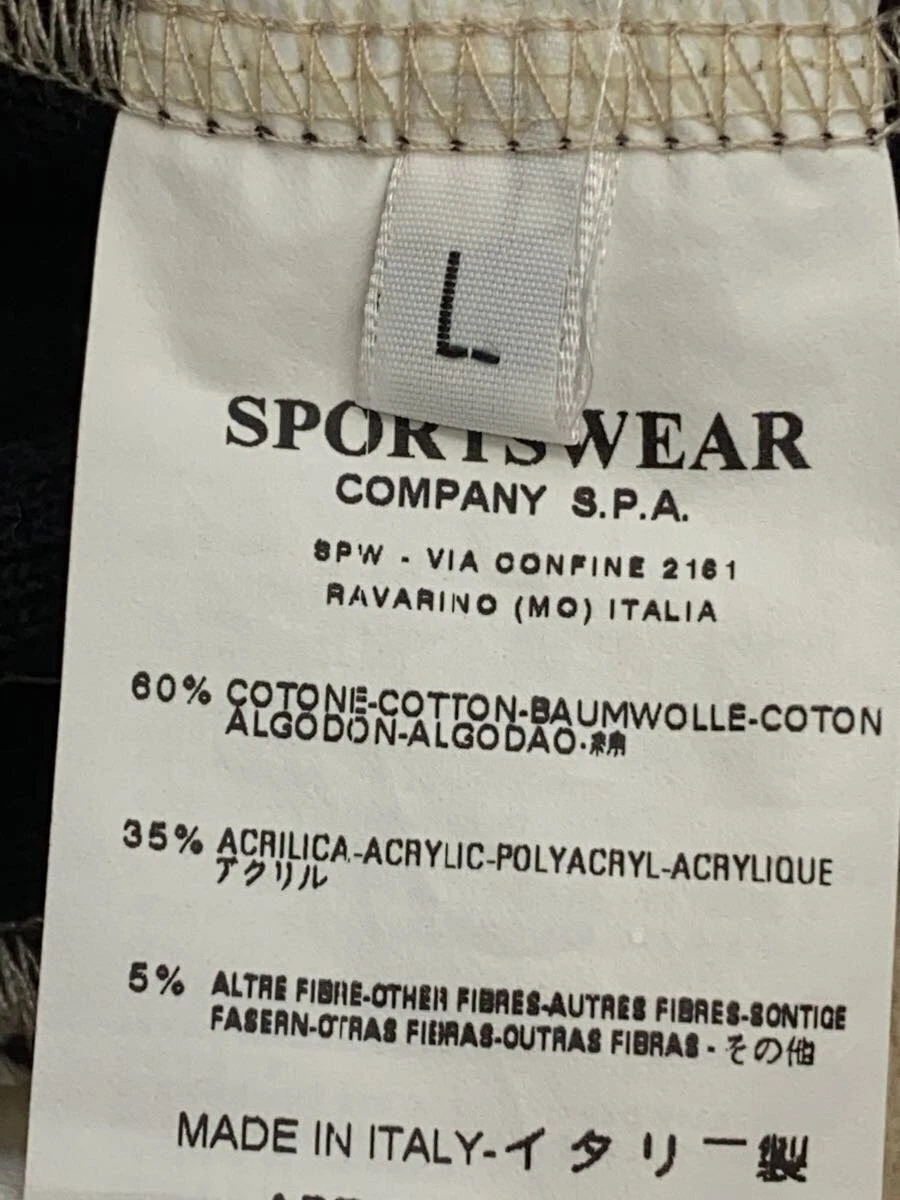 L
SPORTSWEAR
COMPANY S.P.A.
SPW - VIA CONFINE 2161
RAVARINO (MO) ITALIA
60% COTONE-COTTON-BAUMWOLLE-COTON
ALGODON-ALGODAO-綿
35% ACRILICA-ACRYLIC-POLYACRYL-ACRYLIQUE
アクリル
5% ALTRE FIBRE-OTHER FIBRES-AUTRES FIBRES-SONTIGE
FASERN-OTRAS FIBRAS-OUTRAS FIBRAS - その他
MADE IN ITALY-イタリー製